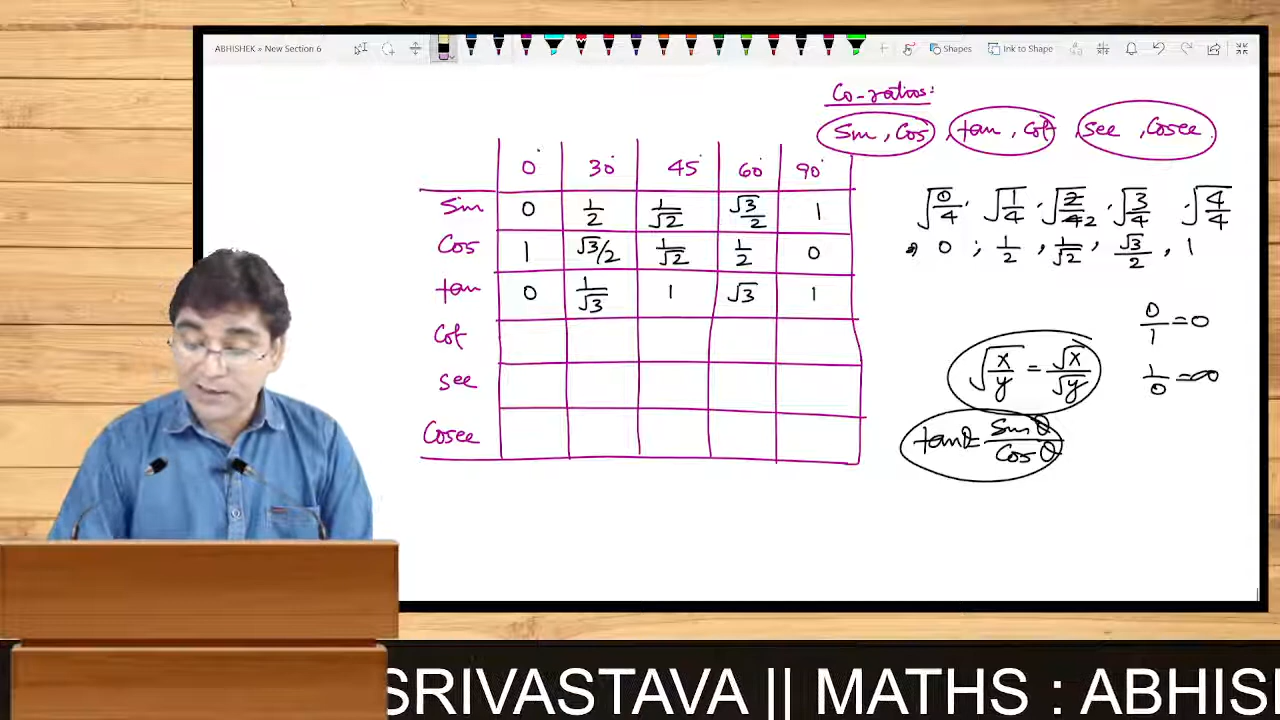 ABHISHEK » New Section 6
Shapes
Ink to Shape
Co-ratios:
Sin, Cos, tan, Cot, sec, Cosec
0° 30° 45° 60° 90°
Sin 0 1/2 1/√2 √3/2 1
Cos 1 √3/2 1/√2 1/2 0
tan 0 1/√3 1 √3 1
Cot
sec
Cosec
√0/4, √1/4, √2/4 2, √3/4, √4/4
0, 1/2, 1/√2, √3/2, 1
0/1 = 0
√x/y = √x/√y
1/0 = ∞
tanθ = Sinθ/Cosθ
SRIVASTAVA || MATHS : ABHISH